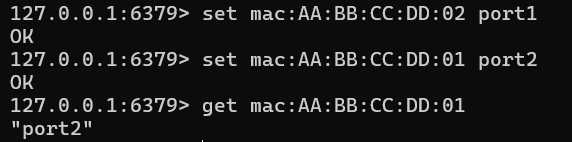 127.0.0.1:6379> set mac:AA:BB:CC:DD:02 port1
OK
127.0.0.1:6379> set mac:AA:BB:CC:DD:01 port2
OK
127.0.0.1:6379> get mac:AA:BB:CC:DD:01
"port2"